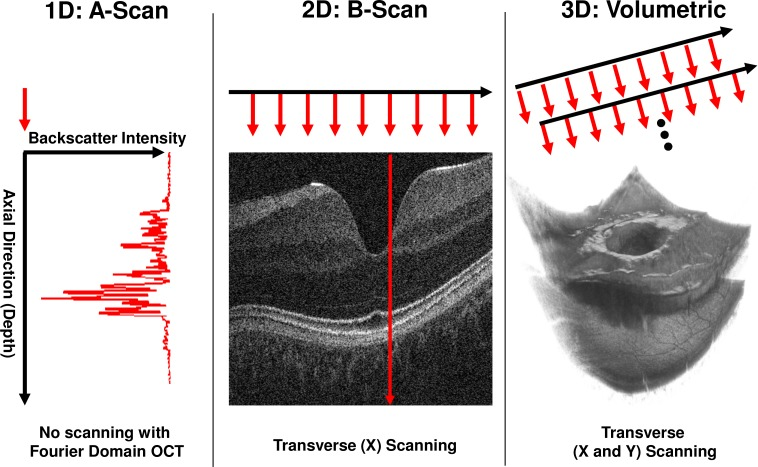 1D: A-Scan
Backscatter Intensity
Axial Direction (Depth)
No scanning with
Fourier Domain OCT
2D: B-Scan
Transverse (X) Scanning
3D: Volumetric
Transverse
(X and Y) Scanning